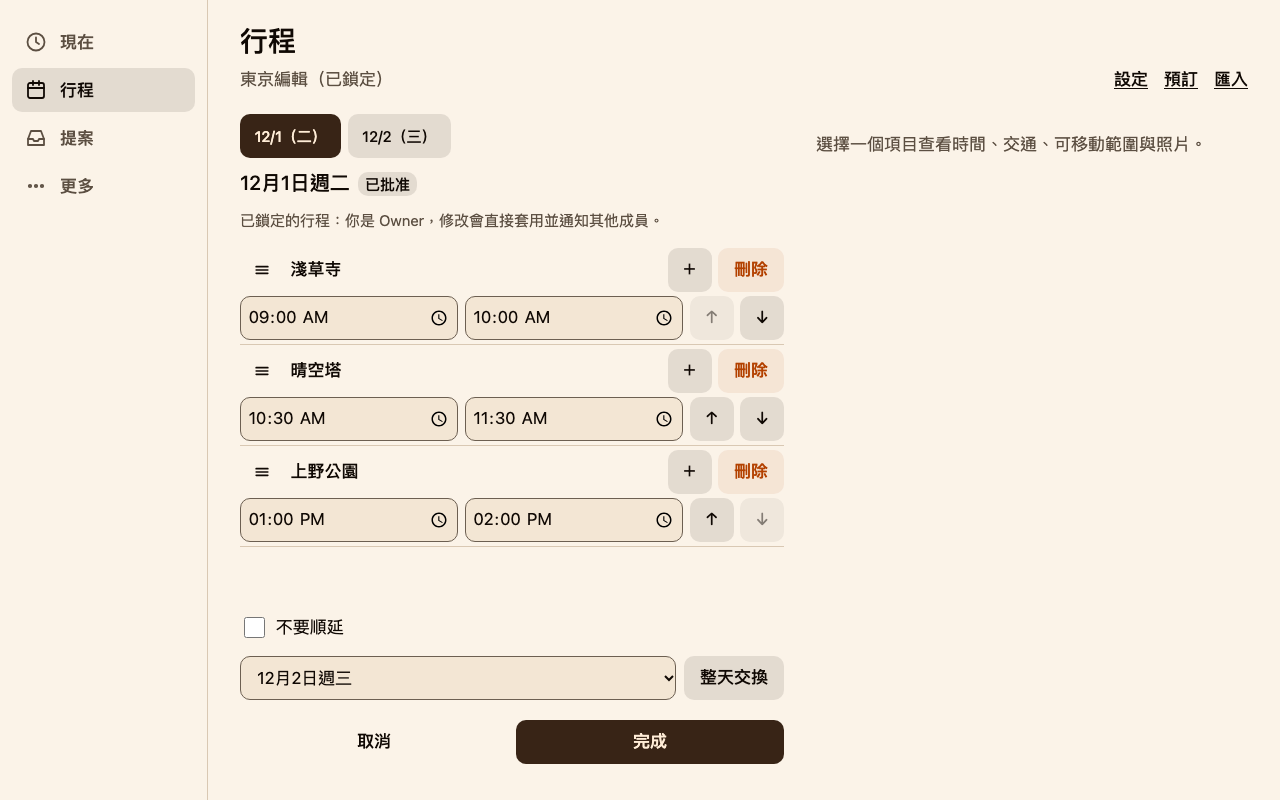 現在
行程
提案
更多
行程
東京編輯（已鎖定）
設定 預訂 匯入
12/1（二） 12/2（三）
選擇一個項目查看時間、交通、可移動範圍與照片。
12月1日週二 已批准
已鎖定的行程：你是 Owner，修改會直接套用並通知其他成員。
淺草寺 + 刪除
09:00 AM 10:00 AM ↑ ↓
晴空塔 + 刪除
10:30 AM 11:30 AM ↑ ↓
上野公園 + 刪除
01:00 PM 02:00 PM ↑ ↓
不要順延
12月2日週三 整天交換
取消 完成